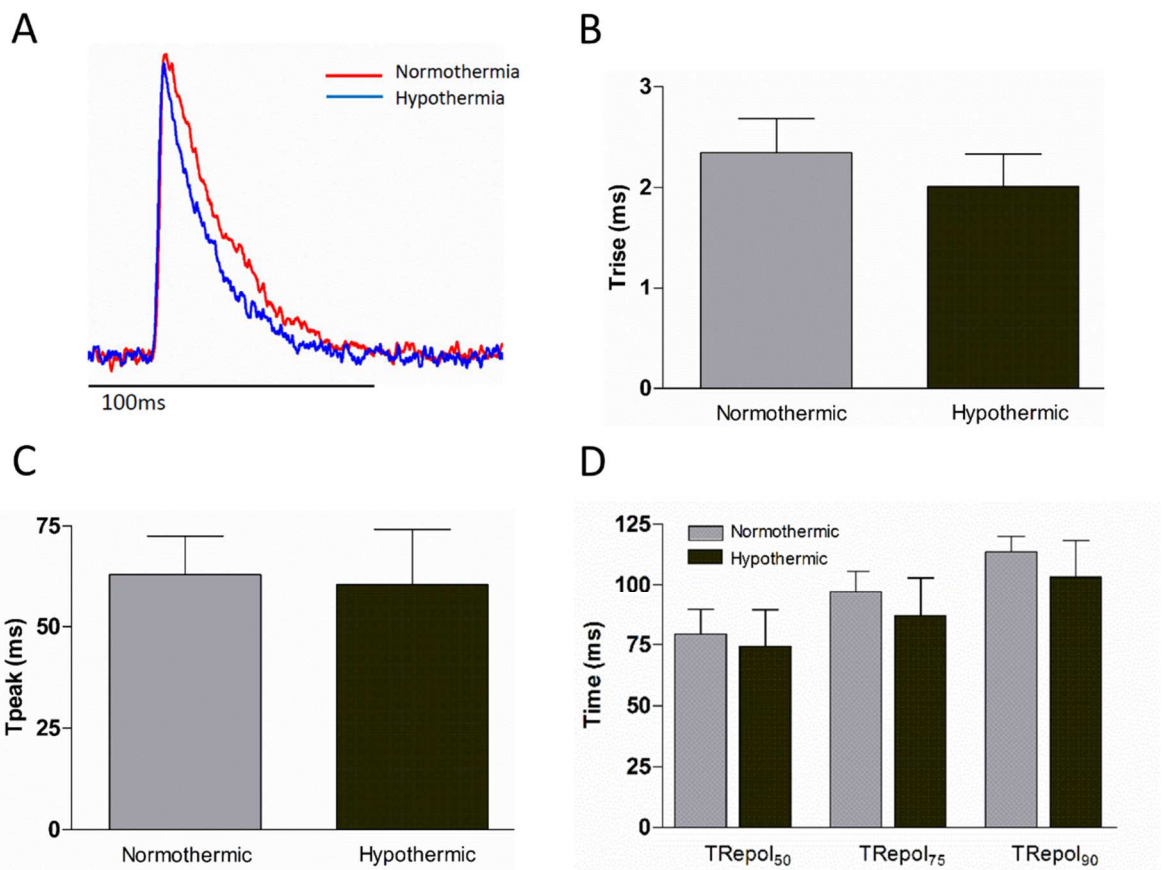 A
Normothermia
Hypothermia
100ms
B
3
2
1
0
Trise (ms)
Normothermic
Hypothermic
C
75
50
25
0
Tpeak (ms)
Normothermic
Hypothermic
D
125
100
75
50
25
0
Time (ms)
Normothermic
Hypothermic
TRepol50
TRepol75
TRepol90